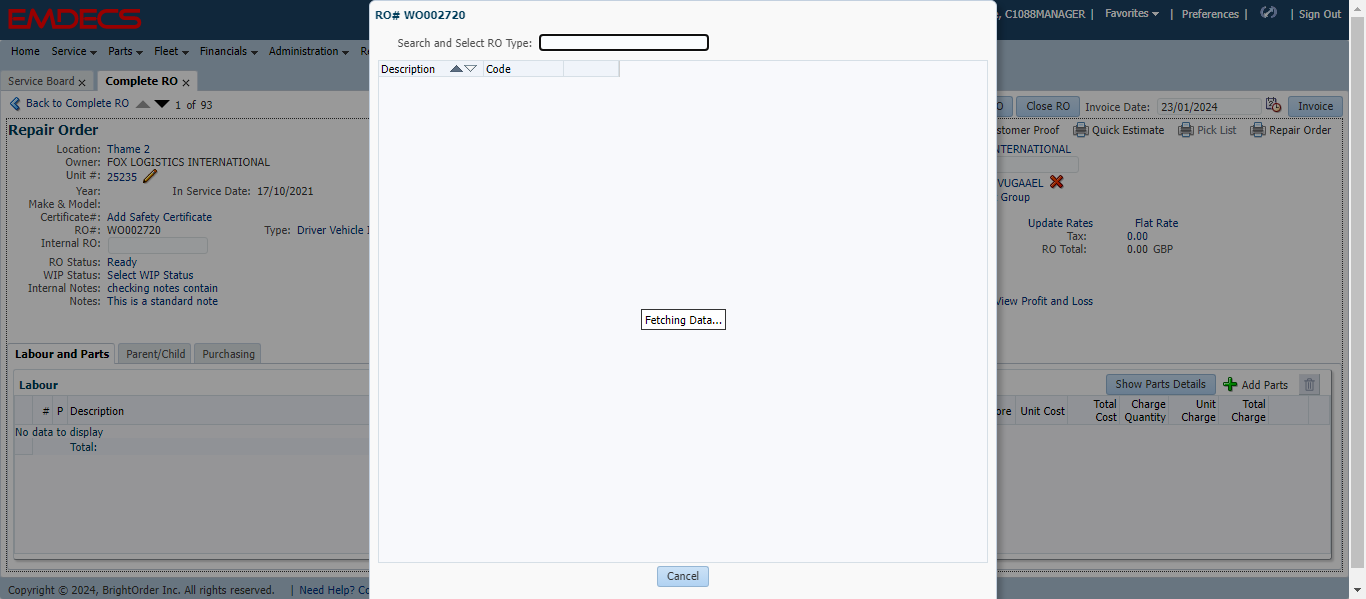 EMDECS
, C1088MANAGER | Favorites | Preferences | | Sign Out
Home Service Parts Fleet Financials Administration
Service Board x Complete RO x
Back to Complete RO 1 of 93
Close RO Invoice Date: 23/01/2024 Invoice
Repair Order
stomer Proof Quick Estimate Pick List Repair Order
Location: Thame 2
NTERNATIONAL
Owner: FOX LOGISTICS INTERNATIONAL
Unit #: 25235
VUGAAEL
Year: In Service Date: 17/10/2021
Group
Make & Model:
Certificate#: Add Safety Certificate
Update Rates Flat Rate
RO#: WO002720 Type: Driver Vehicle I
Tax: 0.00
Internal RO:
RO Total: 0.00 GBP
RO Status: Ready
WIP Status: Select WIP Status
Internal Notes: checking notes contain
Notes: This is a standard note
View Profit and Loss
Labour and Parts Parent/Child Purchasing
Labour
Show Parts Details Add Parts
# P Description
ore Unit Cost Total Cost Charge Quantity Unit Charge Total Charge
No data to display
Total:
Copyright © 2024, BrightOrder Inc. All rights reserved. | Need Help? Co
RO# WO002720
Search and Select RO Type:
Description Code
Fetching Data...
Cancel